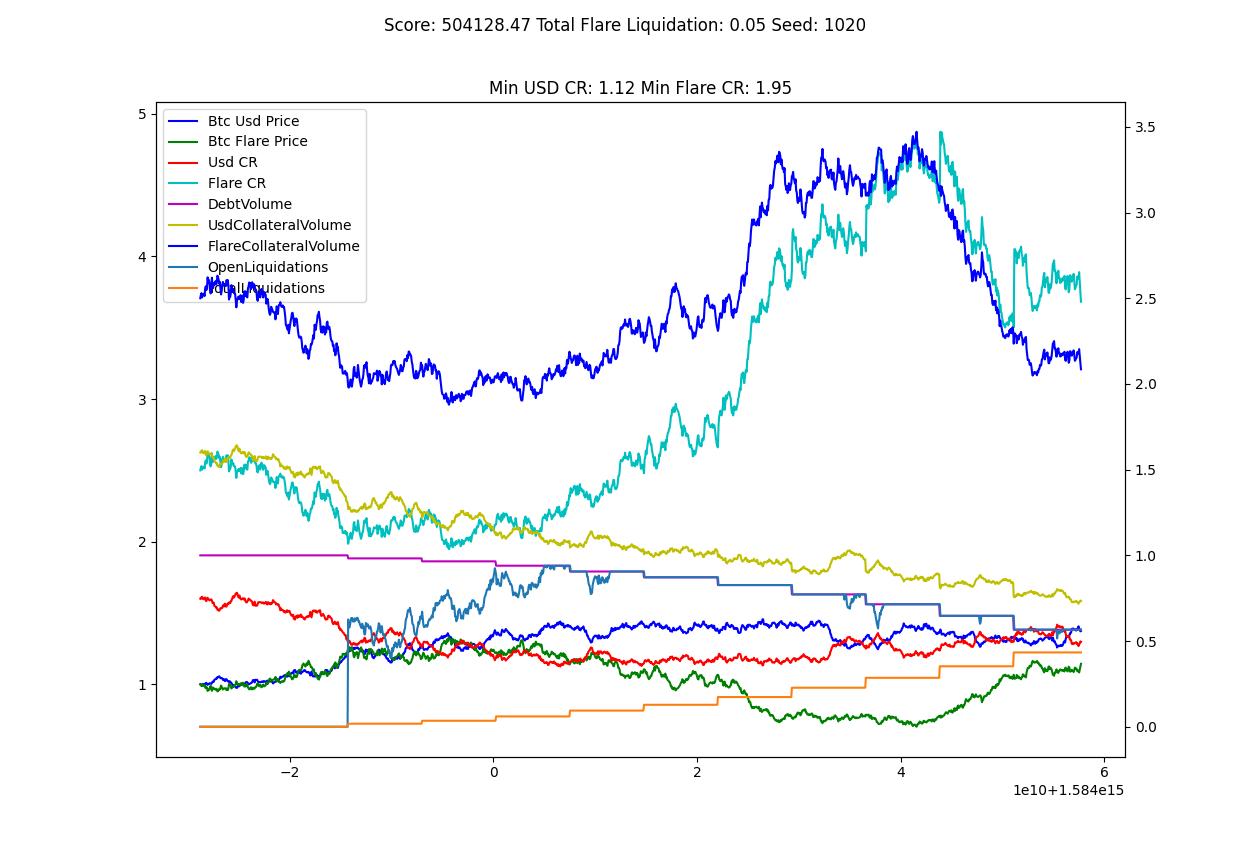 Score: 504128.47 Total Flare Liquidation: 0.05 Seed: 1020
Min USD CR: 1.12 Min Flare CR: 1.95
Btc Usd Price
Btc Flare Price
Usd CR
Flare CR
DebtVolume
UsdCollateralVolume
FlareCollateralVolume
OpenLiquidations
TotalLiquidations
5
4
3
2
1
3.5
3.0
2.5
2.0
1.5
1.0
0.5
0.0
−2
0
2
4
6
1e10+1.584e15